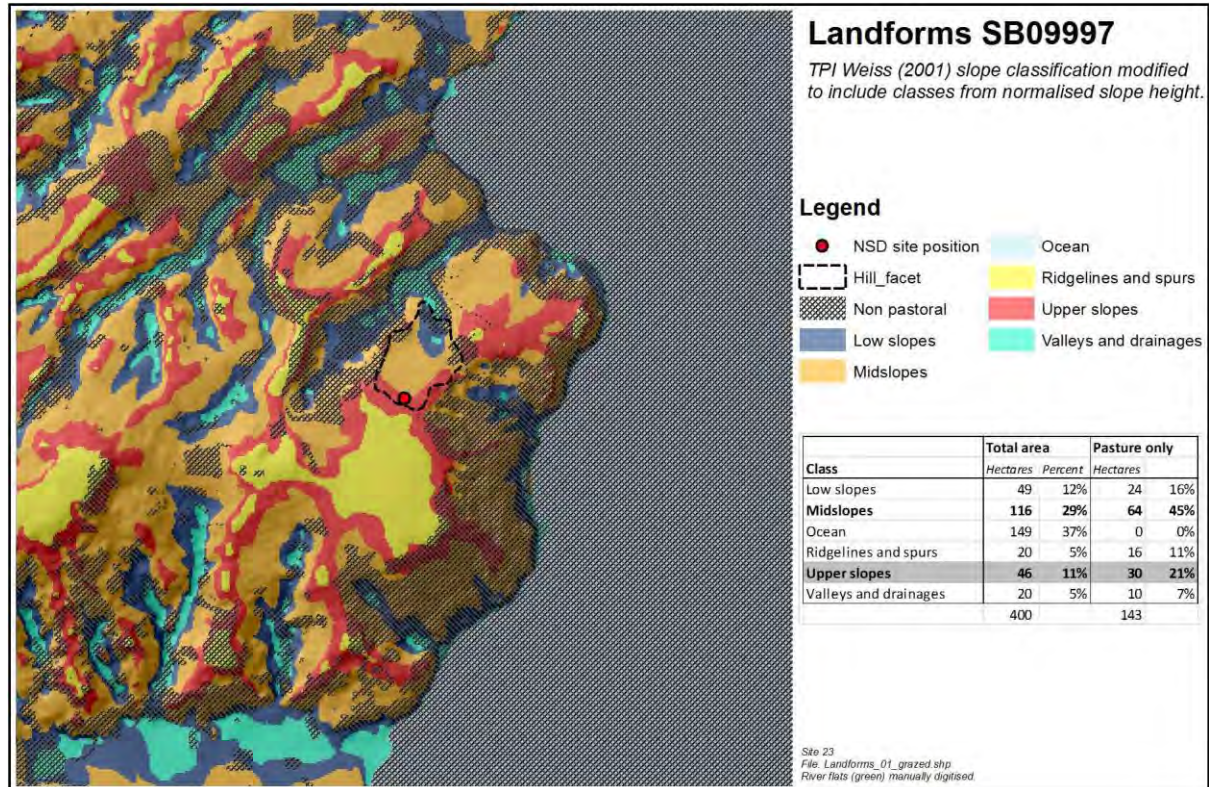 Landforms SB09997
TPI Weiss (2001) slope classification modified
to include classes from normalised slope height.
Legend
NSD site position
Hill_facet
Non pastoral
Low slopes
Midslopes
Ocean
Ridgelines and spurs
Upper slopes
Valleys and drainages
Total area Pasture only
Class Hectares Percent Hectares
Low slopes 49 12% 24 16%
Midslopes 116 29% 64 45%
Ocean 149 37% 0 0%
Ridgelines and spurs 20 5% 16 11%
Upper slopes 46 11% 30 21%
Valleys and drainages 20 5% 10 7%
400 143
Site 23
File. Landforms_01_grazed.shp
River flats (green) manually digitised.